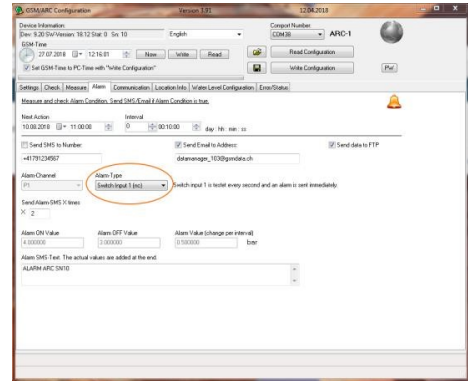 GSM/ARC Configuration Version 1.81 12.04.2018
Device Information: Comport Number:
Dev: 9.20 SW-Version: 18.12 Stat: 0 Sn: 10 English COM38 ARC-1
GSM-Time
27.07.2018 12:16:01 Now Write Read Read Configuration
Set GSM-Time to PC-Time with "Write Configuration" Write Configuration PW.
Settings Check Measure Alarm Communication Location Info Water Level Configuration Error/Status
Measure and check Alarm Condition. Send SMS/Email if Alarm Condition is true.
Next Action Interval
10.08.2018 11:00:00 0 00:10:00 day hh : mm : ss
Send SMS to Number: Send Email to Address: Send data to FTP
+41791234567 datamanager_103@gsmdata.ch
Alarm-Channel Alarm-Type
P1 Switch Input 1 (nc) Switch input 1 is testet every second and an alarm is sent immediately.
Send Alarm-SMS X times
X 2
Alarm ON Value Alarm OFF Value Alarm Value (change per interval)
4.000000 3.000000 0.500000 bar
Alarm SMS-Text. The actual values are added at the end.
ALARM ARC SN10